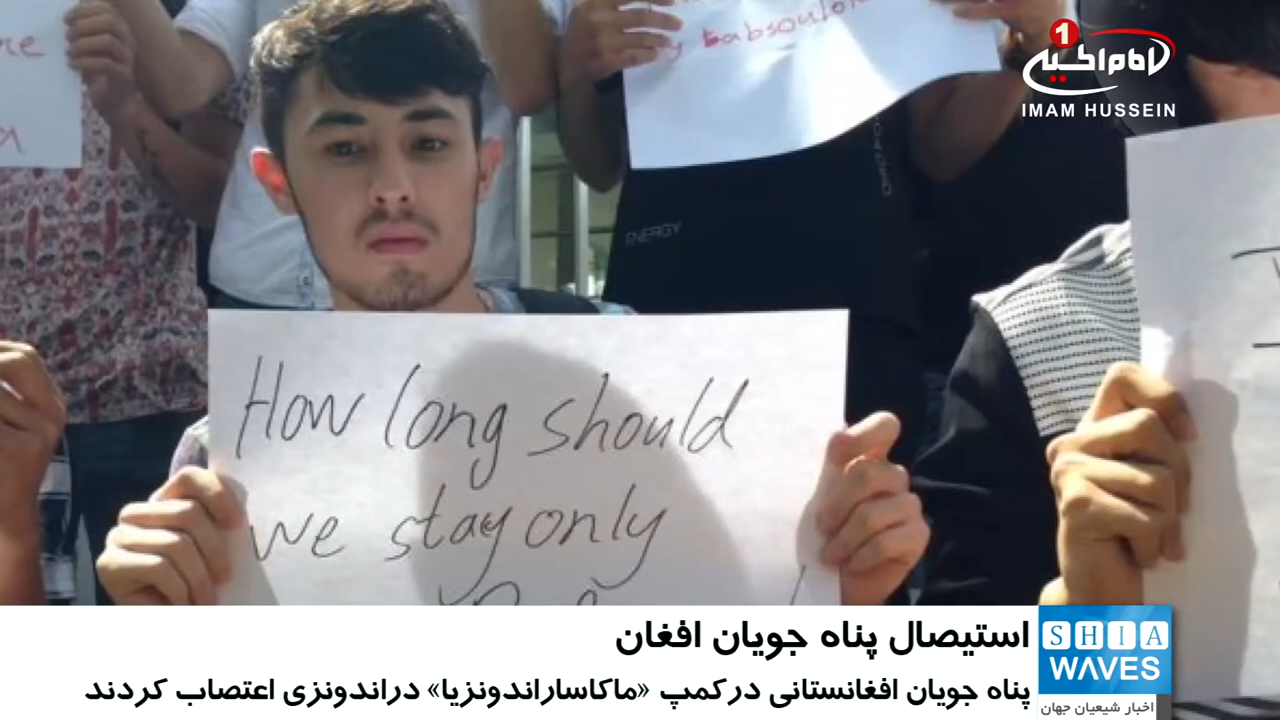 امام حسین
1
IMAM HUSSEIN
ENERGY
How long should
we stay only
استیصال پناه جویان افغان
پناه جویان افغانستانی درکمپ «ماکاساراندونزیا» دراندونزی اعتصاب کردند
SHIA
WAVES
اخبار شیعیان جهان